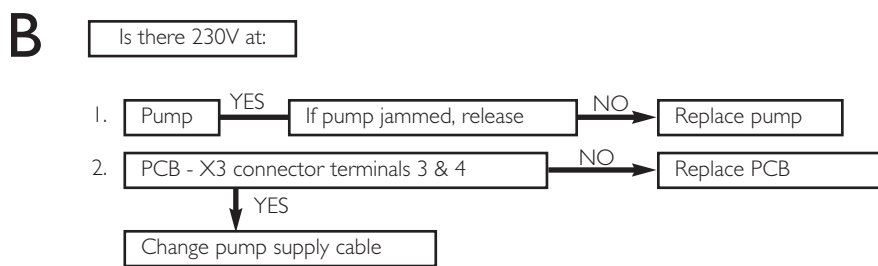 B
Is there 230V at:
1. Pump YES If pump jammed, release NO Replace pump
2. PCB - X3 connector terminals 3 & 4 NO Replace PCB
YES
Change pump supply cable